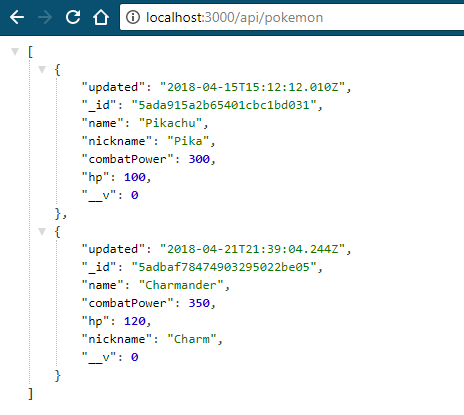 localhost:3000/api/pokemon
[
{
"updated": "2018-04-15T15:12:12.010Z",
"_id": "5ada915a2b65401cbc1bd031",
"name": "Pikachu",
"nickname": "Pika",
"combatPower": 300,
"hp": 100,
"__v": 0
},
{
"updated": "2018-04-21T21:39:04.244Z",
"_id": "5adbaf78474903295022be05",
"name": "Charmander",
"combatPower": 350,
"hp": 120,
"nickname": "Charm",
"__v": 0
}
]